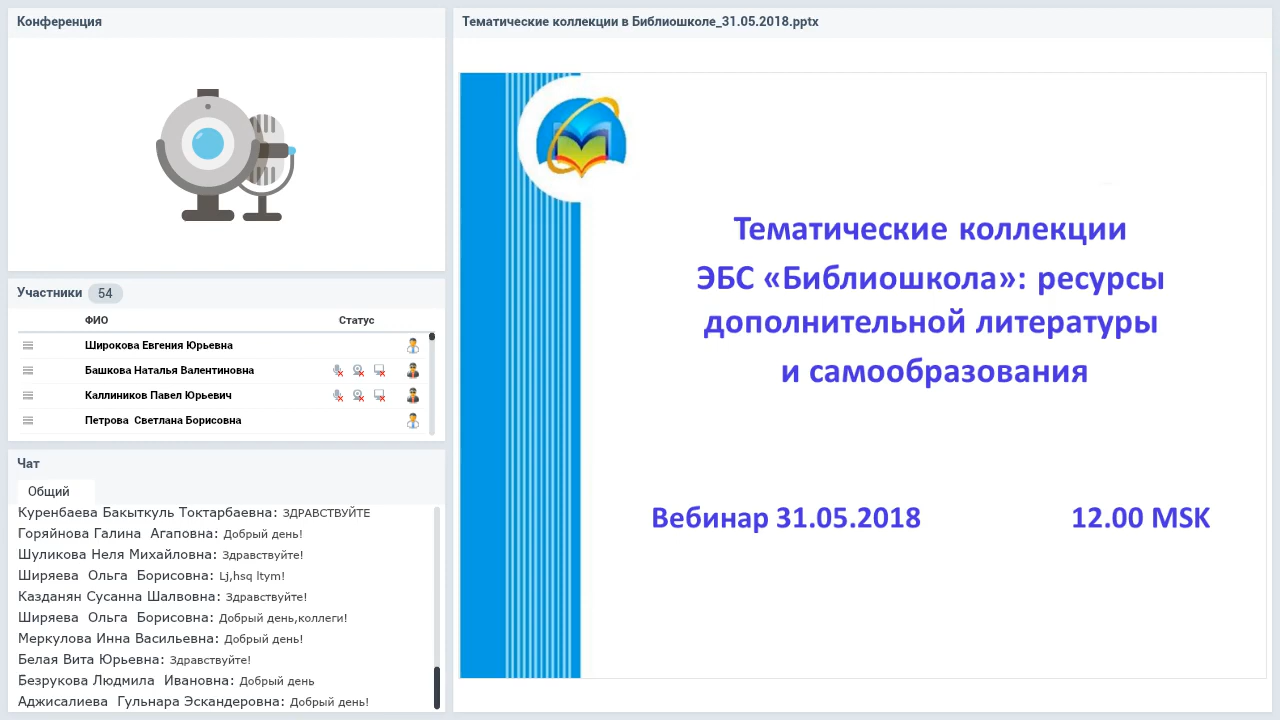 Конференция
Участники 54
ФИО Статус
Широкова Евгения Юрьевна
Башкова Наталья Валентиновна
Каллиников Павел Юрьевич
Петрова Светлана Борисовна
Чат
Общий
Куренбаева Бакыткуль Токтарбаевна: ЗДРАВСТВУЙТЕ
Горяйнова Галина Агаповна: Добрый день!
Шуликова Неля Михайловна: Здравствуйте!
Ширяева Ольга Борисовна: Lj,hsq ltym!
Казданян Сусанна Шалвовна: Здравствуйте!
Ширяева Ольга Борисовна: Добрый день,коллеги!
Меркулова Инна Васильевна: Добрый день!
Белая Вита Юрьевна: Здравствуйте!
Безрукова Людмила Ивановна: Добрый день
Аджисалиева Гульнара Эскандеровна: Добрый день!
Тематические коллекции в Библиошколе_31.05.2018.pptx
Тематические коллекции
ЭБС «Библиошкола»: ресурсы
дополнительной литературы
и самообразования
Вебинар 31.05.2018 12.00 MSK